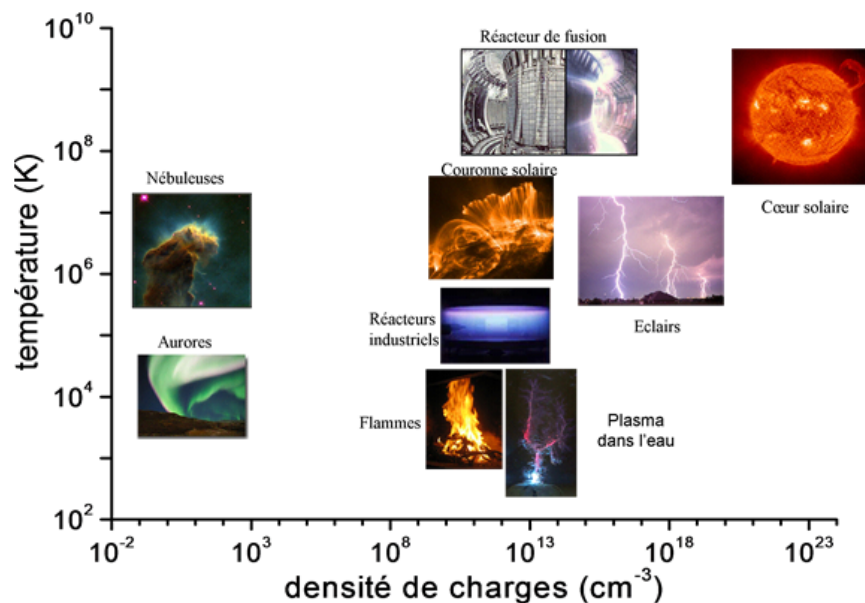 température (K)
10^10
10^8
10^6
10^4
10^2
Réacteur de fusion
Couronne solaire
Nébuleuses
Cœur solaire
Réacteurs
industriels
Eclairs
Aurores
Flammes
Plasma
dans l'eau
10^-2
10^3
10^8
10^13
10^18
10^23
densité de charges (cm^-3)